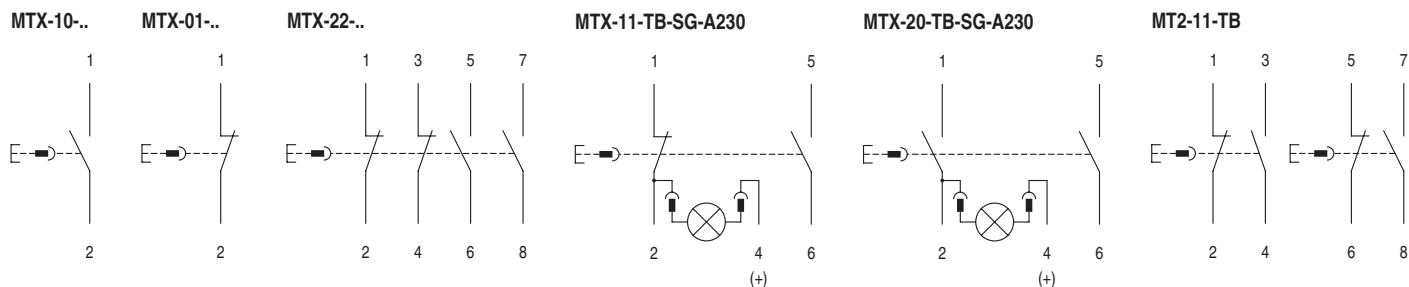 MTX-10-.. MTX-01-.. MTX-22-.. MTX-11-TB-SG-A230 MTX-20-TB-SG-A230 MT2-11-TB
1 1 1 3 5 7 1 5 1 5 1 3 5 7
2 2 2 4 6 8 2 4 6 2 4 6 2 4 6 8
(+) (+)